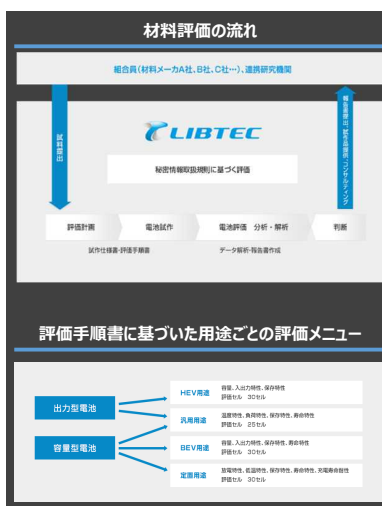 材料評価の流れ
組合員(材料メーカA社、B社、C社…)、連携研究機関
試料提出
報告書提出、試作品提供、コンサルティング
LIBTEC
秘密情報取扱規則に基づく評価
評価計画
電池試作
電池評価 分析・解析
判断
試作仕様書・評価手順書
データ解析・報告書作成
評価手順書に基づいた用途ごとの評価メニュー
出力型電池
容量型電池
HEV用途
容量、入出力特性、保存特性
評価セル 30セル
汎用用途
温度特性、負荷特性、保存特性、寿命特性
評価セル 25セル
BEV用途
容量、入出力特性、保存特性、寿命特性
評価セル 30セル
定置用途
放電特性、低温特性、保存特性、寿命特性、充電寿命耐性
評価セル 30セル